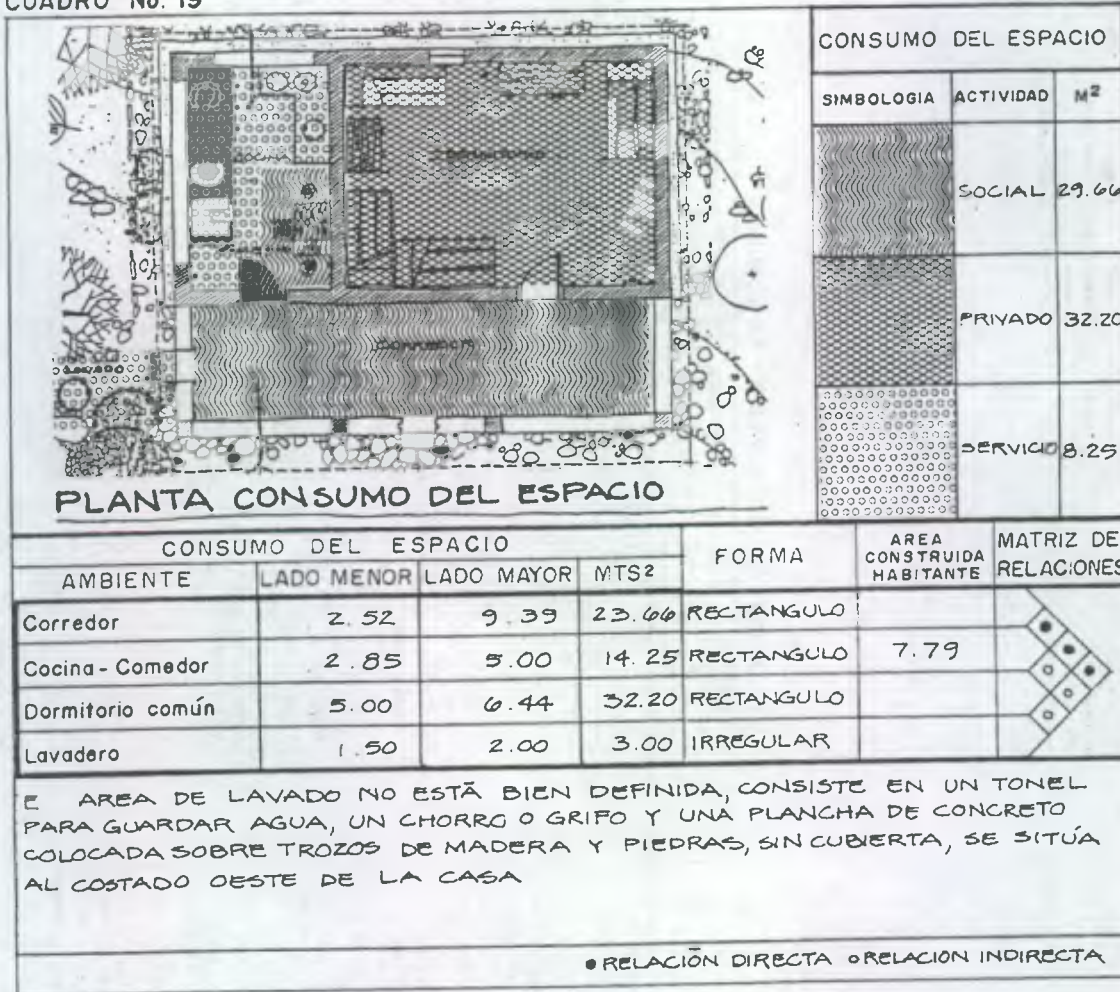 CUADRO No. 19
CONSUMO DEL ESPACIO
SIMBOLOGIA ACTIVIDAD M²
SOCIAL 29.66
PRIVADO 32.20
SERVICIO 8.25
DORMITORIO
CORREDOR
PLANTA CONSUMO DEL ESPACIO
CONSUMO DEL ESPACIO FORMA AREA CONSTRUIDA HABITANTE MATRIZ DE RELACIONES
AMBIENTE LADO MENOR LADO MAYOR MTS2
Corredor 2.52 9.39 23.66 RECTANGULO
Cocina - Comedor 2.85 5.00 14.25 RECTANGULO 7.79
Dormitorio común 5.00 6.44 32.20 RECTANGULO
Lavadero 1.50 2.00 3.00 IRREGULAR
E AREA DE LAVADO NO ESTÁ BIEN DEFINIDA, CONSISTE EN UN TONEL
PARA GUARDAR AGUA, UN CHORRO O GRIFO Y UNA PLANCHA DE CONCRETO
COLOCADA SOBRE TROZOS DE MADERA Y PIEDRAS, SIN CUBIERTA, SE SITÚA
AL COSTADO OESTE DE LA CASA
• RELACIÓN DIRECTA o RELACION INDIRECTA